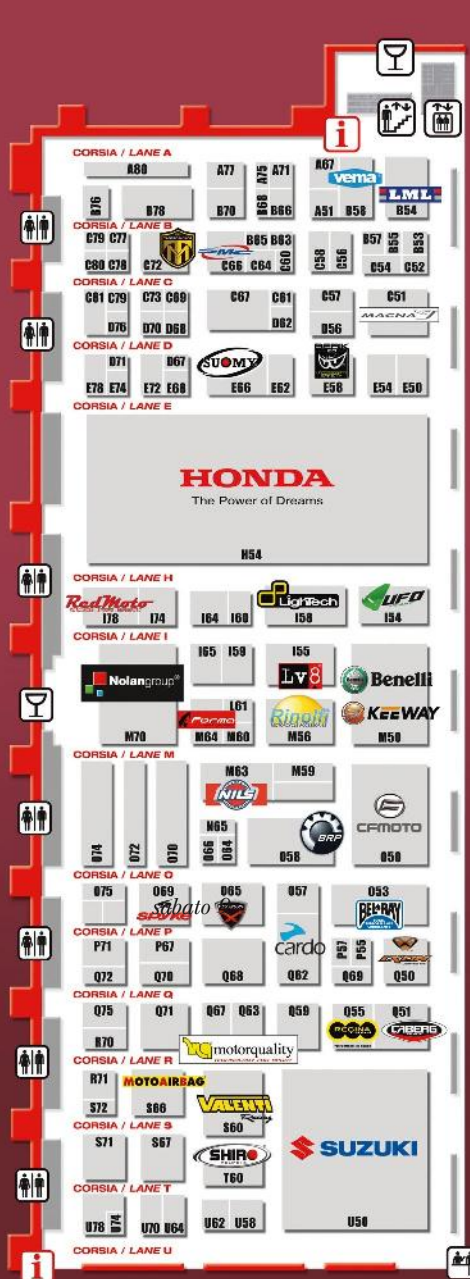 CORSIA / LANE A
A80 A77 A75 A71 A67 vema LML
B76 B78 B70 B68 B66 A51 B58 B54
CORSIA / LANE B
C79 C77 B85 B83 B57 B55 B53
C80 C78 C72 C66 C64 C60 C58 C56 C54 C52
CORSIA / LANE C
C81 C79 C73 C69 C67 C61 C57 C51
D76 D70 D68 D62 D56 MACNA
CORSIA / LANE D
D71 D67 SUOMY
E78 E74 E72 E68 E66 E62 E58 E54 E50
CORSIA / LANE E
HONDA
The Power of Dreams
H54
CORSIA / LANE H
RedMoto LighTech UFO
I78 I74 I64 I60 I58 I54
CORSIA / LANE I
I65 I59 I55
Nolangroup® Lv8 Benelli
L61
Forma Rinolfi KEEWAY
M70 M64 M60 M56 M50
CORSIA / LANE M
M63 M59
NILS
N65 BRP CFMOTO
O74 O72 O70 O66 O64 O58 O50
CORSIA / LANE O
O75 O69 O65 O57 O53
sabato
SPYKE BEL-RAY
CORSIA / LANE P
P71 P67 cardo P57 P55
Q72 Q70 Q68 Q62 Q69 Q50
CORSIA / LANE Q
Q75 Q71 Q67 Q63 Q59 Q55 Q51
R70 motorquality REGINA CABERG
CORSIA / LANE R
R71 MOTOAIRBAG VALENTI
Racing
S72 S66 S60
CORSIA / LANE S
S71 S67 SHIRO SUZUKI
T60
CORSIA / LANE T
U78 U74 U70 U64 U62 U58 U50
CORSIA / LANE U